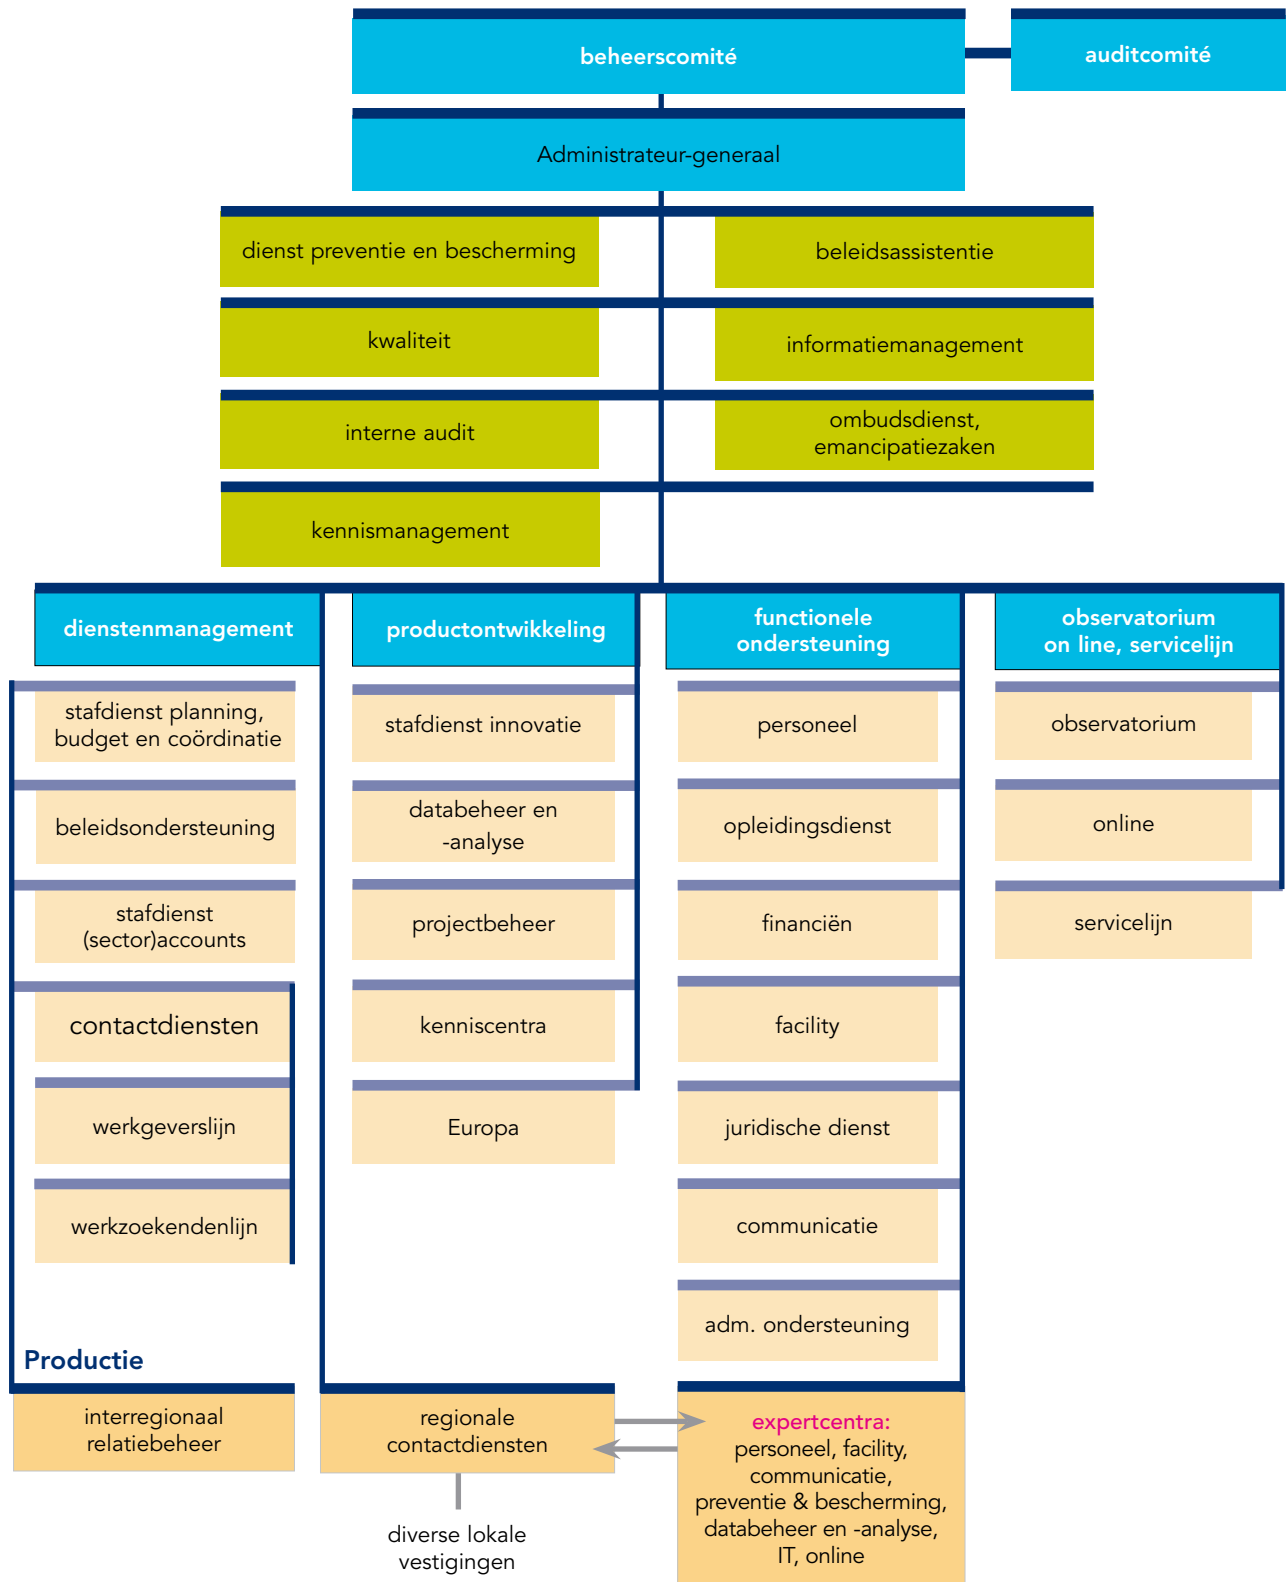 beheerscomité
auditcomité
Administrateur-generaal
dienst preventie en bescherming
beleidsassistentie
kwaliteit
informatiemanagement
interne audit
ombudsdienst,
emancipatiezaken
kennismanagement
dienstenmanagement
stafdienst planning,
budget en coördinatie
beleidsondersteuning
stafdienst
(sector)accounts
contactdiensten
werkgeverslijn
werkzoekendenlijn
productontwikkeling
stafdienst innovatie
databeheer en
-analyse
projectbeheer
kenniscentra
Europa
functionele
ondersteuning
personeel
opleidingsdienst
financiën
facility
juridische dienst
communicatie
adm. ondersteuning
observatorium
on line, servicelijn
observatorium
online
servicelijn
Productie
interregionaal
relatiebeheer
regionale
contactdiensten
diverse lokale
vestigingen
expertcentra:
personeel, facility,
communicatie,
preventie & bescherming,
databeheer en -analyse,
IT, online